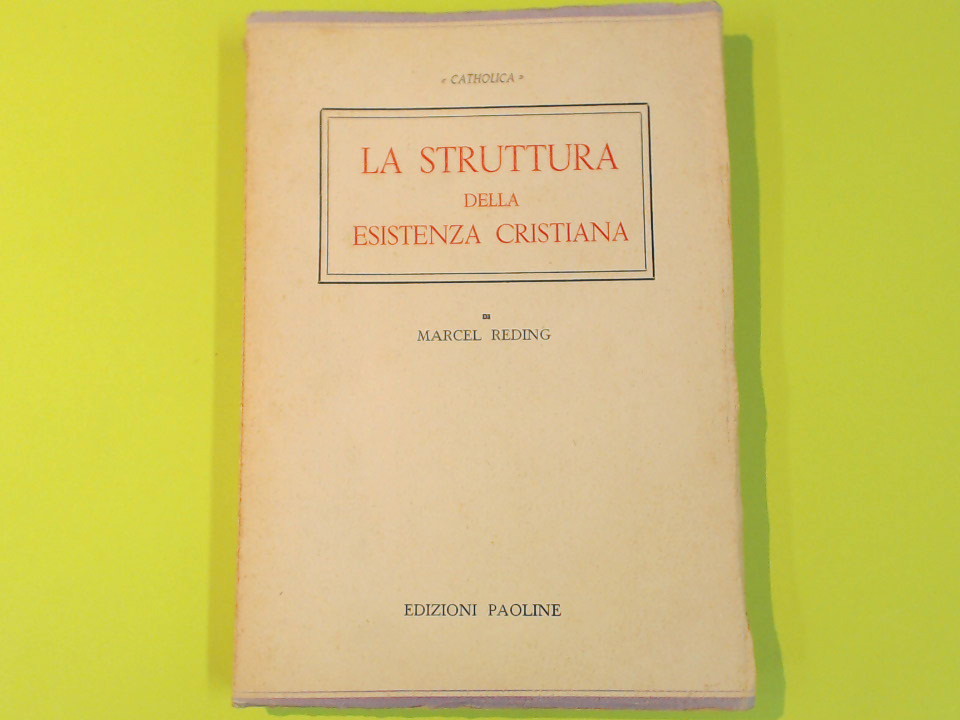 « CATHOLICA »
LA STRUTTURA
DELLA
ESISTENZA CRISTIANA
DI
MARCEL REDING
EDIZIONI PAOLINE